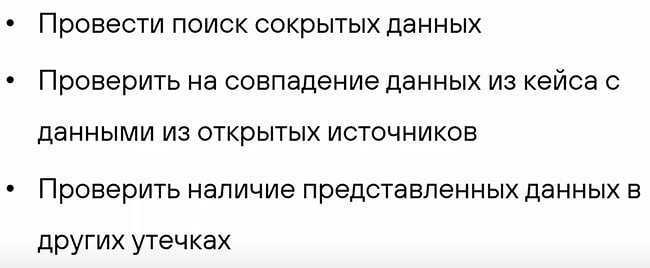 • Провести поиск сокрытых данных
• Проверить на совпадение данных из кейса с
данными из открытых источников
• Проверить наличие представленных данных в
других утечках